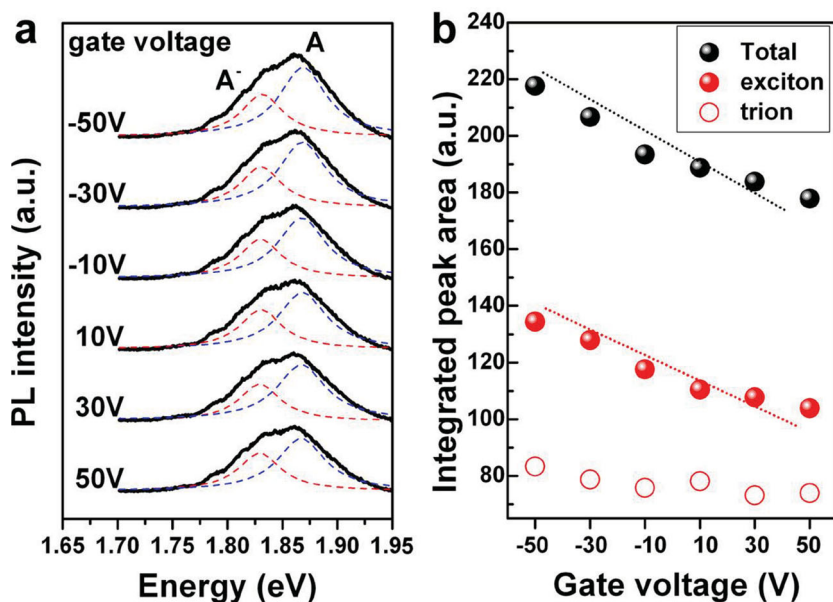 a
gate voltage
A
A-
-50V
-30V
-10V
10V
30V
50V
PL intensity (a.u.)
1.65 1.70 1.75 1.80 1.85 1.90 1.95
Energy (eV)
b
Total
exciton
trion
240
220
200
180
160
140
120
100
80
Integrated peak area (a.u.)
-50 -30 -10 10 30 50
Gate voltage (V)